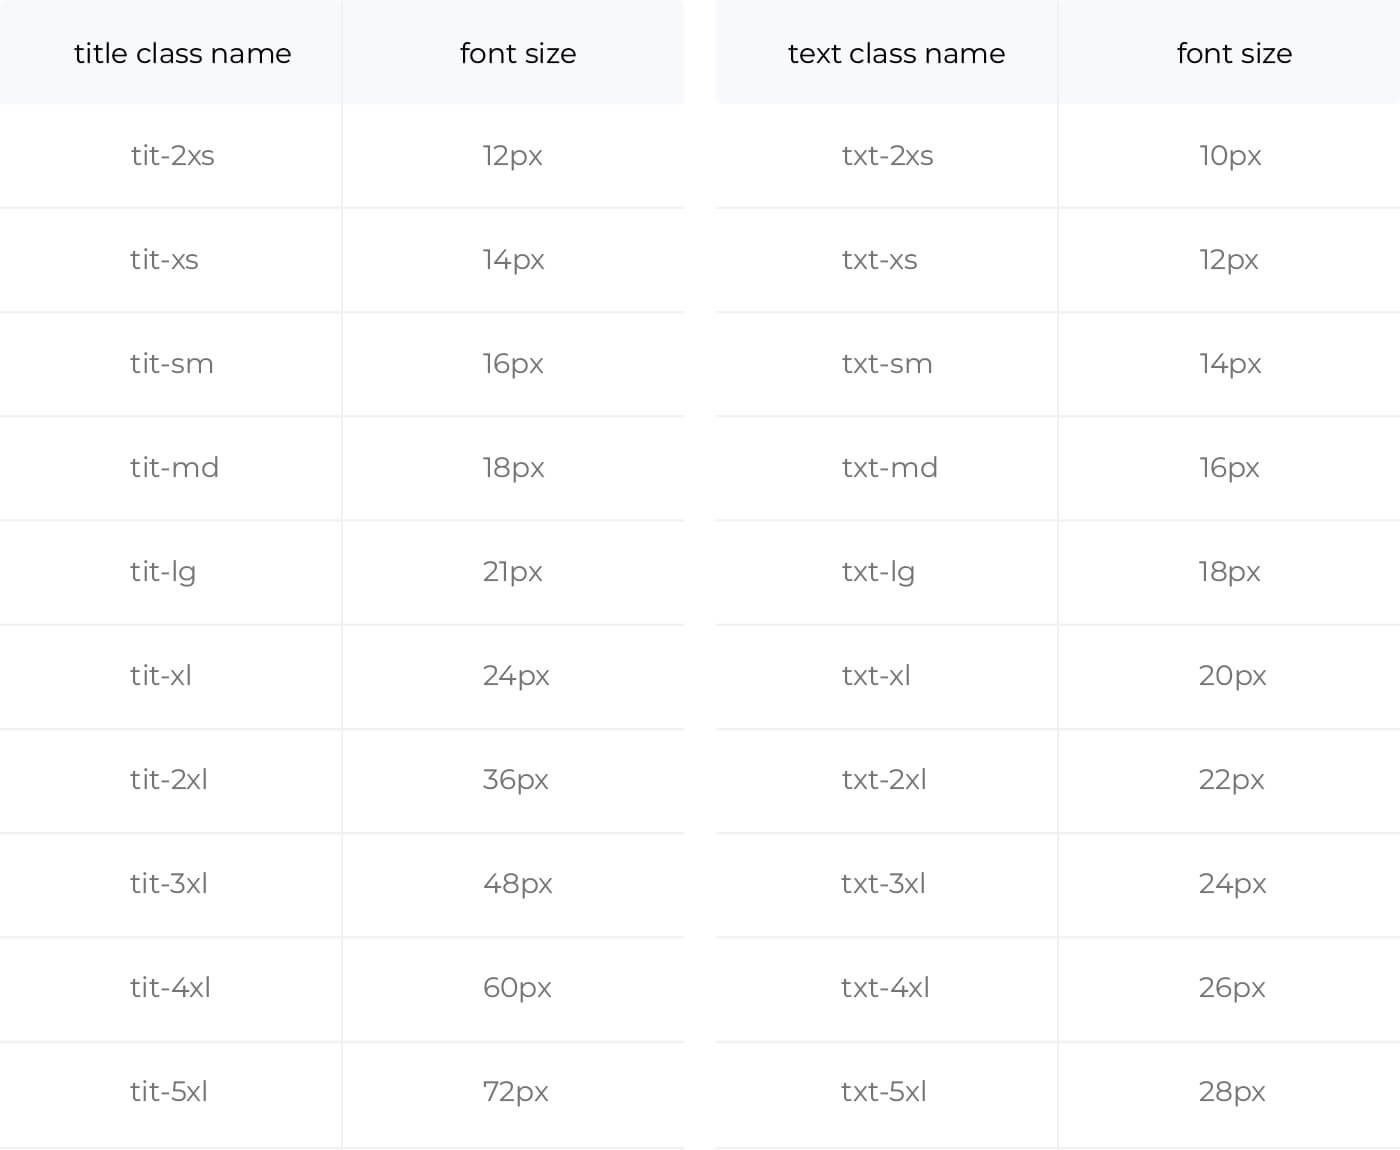 title class name font size text class name font size
tit-2xs 12px txt-2xs 10px
tit-xs 14px txt-xs 12px
tit-sm 16px txt-sm 14px
tit-md 18px txt-md 16px
tit-lg 21px txt-lg 18px
tit-xl 24px txt-xl 20px
tit-2xl 36px txt-2xl 22px
tit-3xl 48px txt-3xl 24px
tit-4xl 60px txt-4xl 26px
tit-5xl 72px txt-5xl 28px